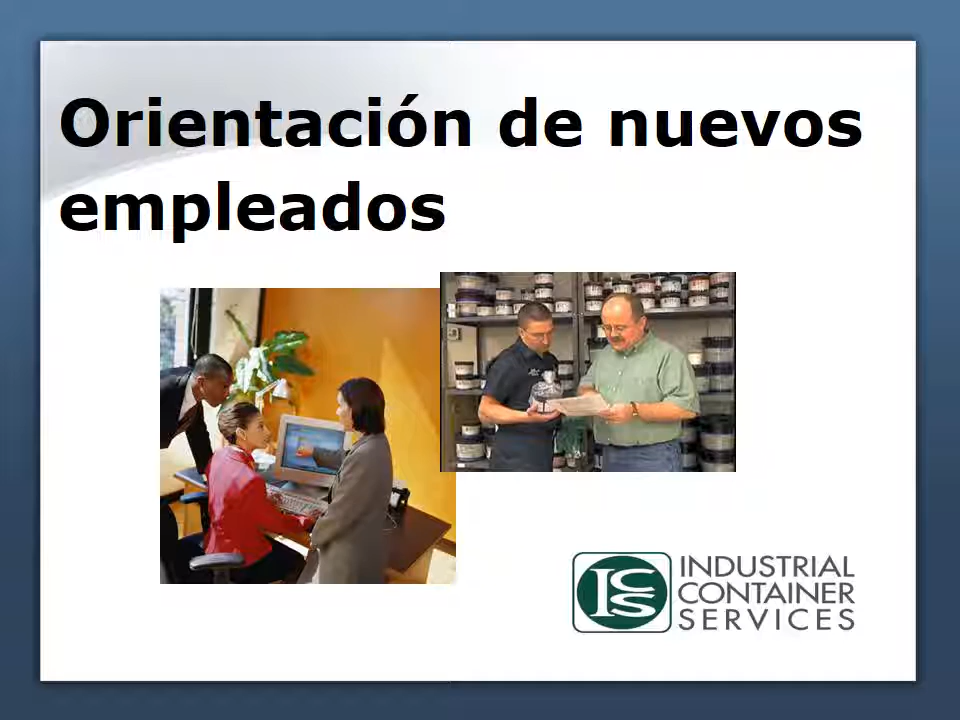 Orientación de nuevos
empleados
ICS
INDUSTRIAL
CONTAINER
SERVICES